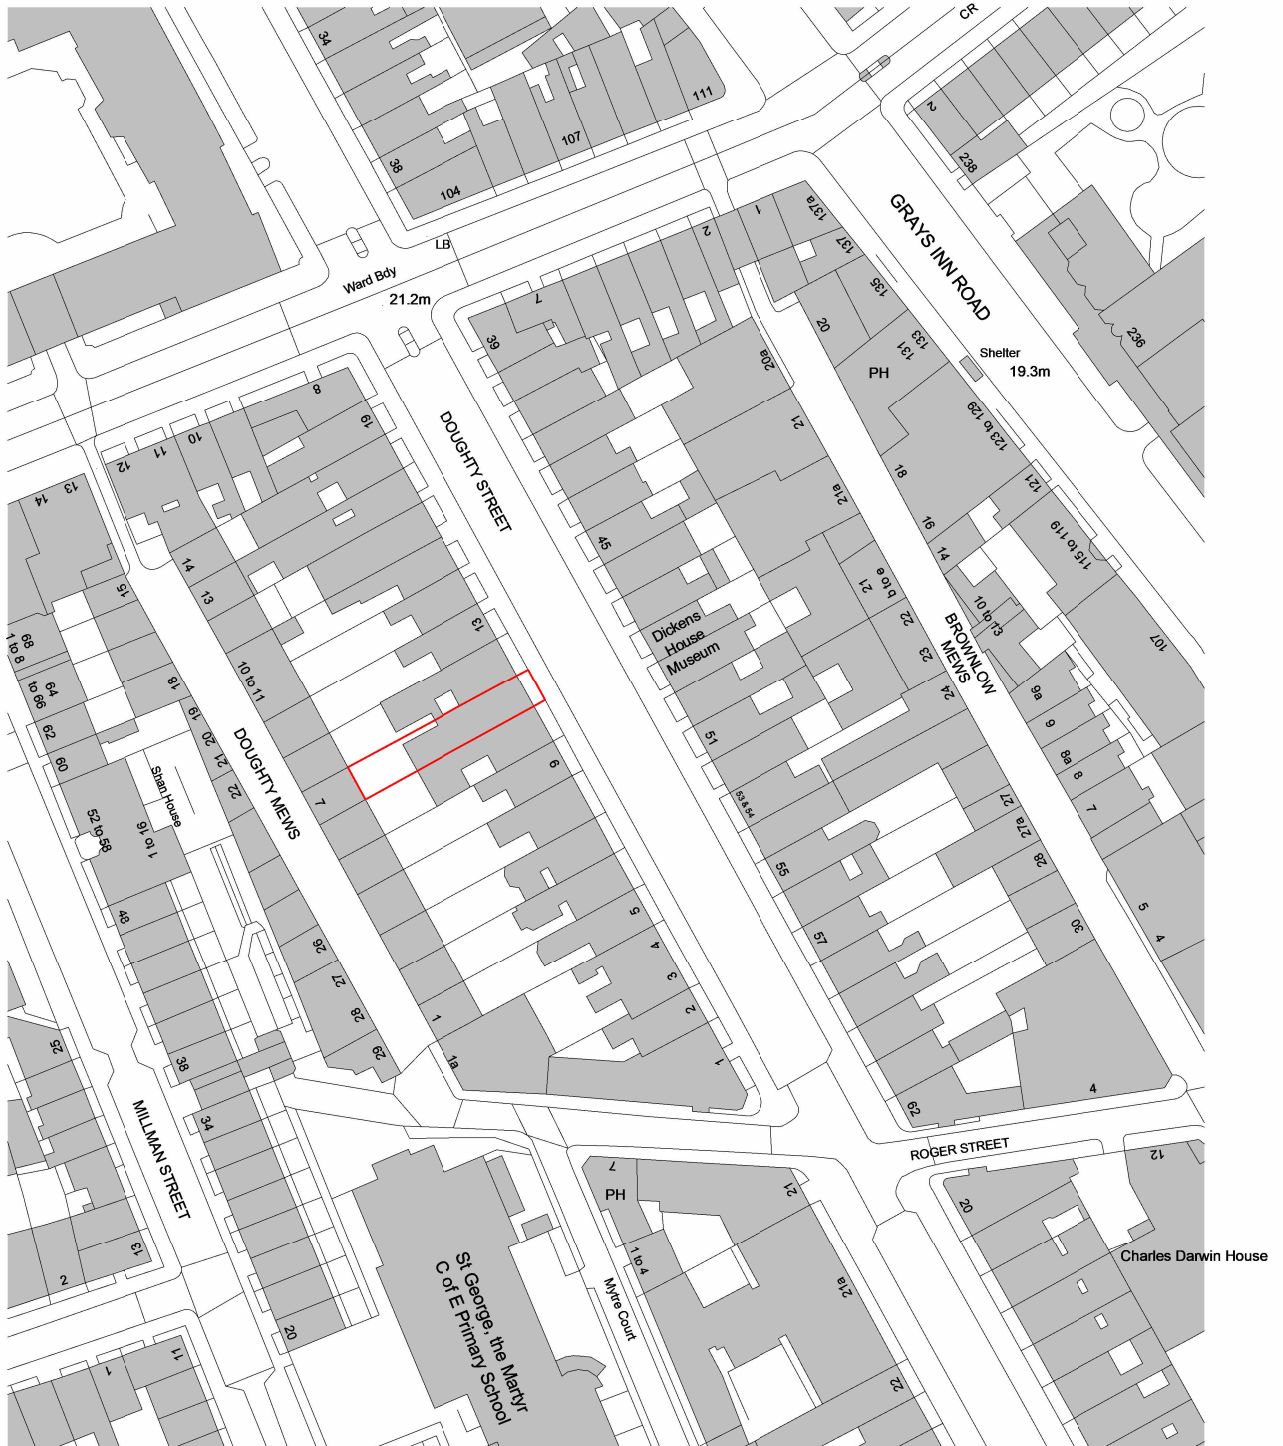 34
CR
111
2
107
38
238
104
137a
1
GRAYS INN ROAD
2
LB
137
Ward Bdy
21.2m
7
135
236
39
20
133
131
Shelter
20a
PH
19.3m
8
19
123 to 129
10
11
12
DOUGHTY STREET
21
13
14
18
121
21a
16
115 to 119
45
14
14
15
13
21
b to e
22
10 to 13
107
Dickens
House
Museum
13
BROWNLOW
MEWS
23
68
1 to 8
10 to 11
64
to 66
18
24
9a
19
9
62
20
51
DOUGHTY MEWS
21
8a
60
6
8
22
Shan House
7
53 & 54
27
7
52 to 58
1 to 16
27a
28
55
48
5
5
30
57
4
26
4
3
27
2
28
1
25
29
1a
38
1
4
62
34
MILLMAN STREET
ROGER STREET
12
7
PH
21
20
13
2
1 to 4
Charles Darwin House
St George, the Martyr
C of E Primary School
21a
Mytre Court
20
11
1
22